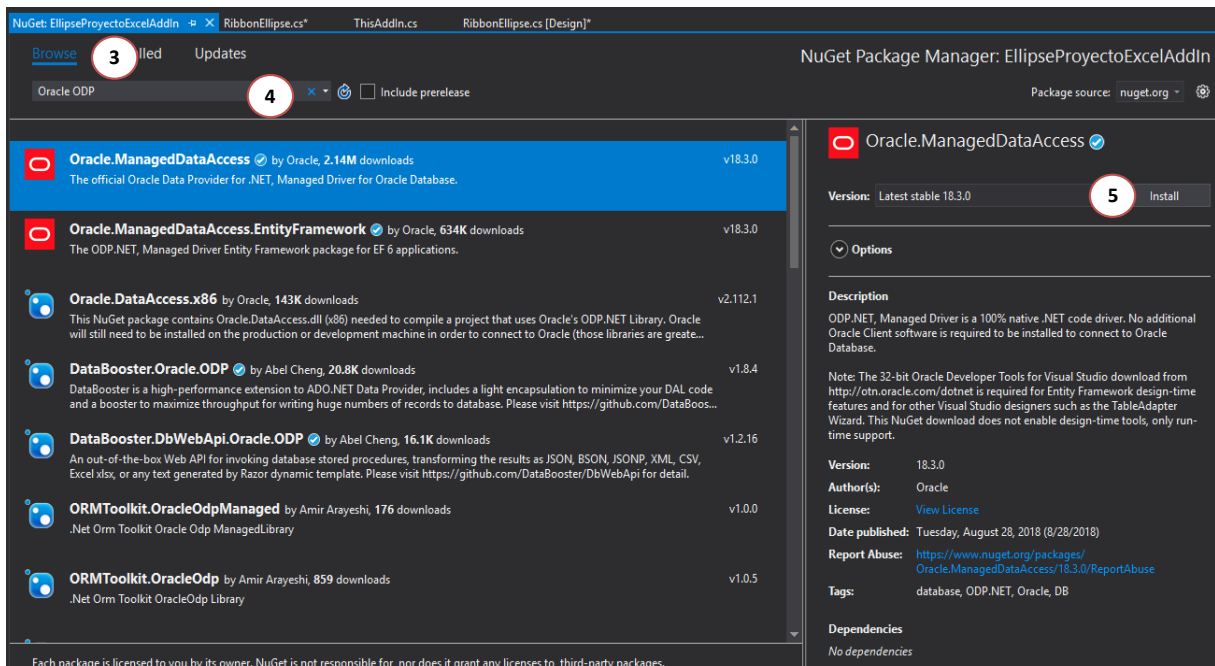 NuGet: EllipseProyectoExcelAddIn
RibbonEllipse.cs*
ThisAddIn.cs
RibbonEllipse.cs [Design]*
Browse
3
lled
Updates
NuGet Package Manager: EllipseProyectoExcelAddIn
Oracle ODP
4
Include prerelease
Package source: nuget.org
Oracle.ManagedDataAccess by Oracle, 2.14M downloads
v18.3.0
The official Oracle Data Provider for .NET, Managed Driver for Oracle Database.
Oracle.ManagedDataAccess.EntityFramework by Oracle, 634K downloads
v18.3.0
The ODP.NET, Managed Driver Entity Framework package for EF 6 applications.
Oracle.DataAccess.x86 by Oracle, 143K downloads
v2.112.1
This NuGet package contains Oracle.DataAccess.dll (x86) needed to compile a project that uses Oracle's ODP.NET Library. Oracle
will still need to be installed on the production or development machine in order to connect to Oracle (those libraries are greate...
DataBooster.Oracle.ODP by Abel Cheng, 20.8K downloads
v1.8.4
DataBooster is a high-performance extension to ADO.NET Data Provider, includes a light encapsulation to minimize your DAL code
and a booster to maximize throughput for writing huge numbers of records to database. Please visit https://github.com/DataBoos...
DataBooster.DbWebApi.Oracle.ODP by Abel Cheng, 16.1K downloads
v1.2.16
An out-of-the-box Web API for invoking database stored procedures, transforming the results as JSON, BSON, JSONP, XML, CSV,
Excel xlsx, or any text generated by Razor dynamic template. Please visit https://github.com/DataBooster/DbWebApi for detail.
ORMToolkit.OracleOdpManaged by Amir Arayeshi, 176 downloads
v1.0.0
.Net Orm Toolkit Oracle Odp ManagedLibrary
ORMToolkit.OracleOdp by Amir Arayeshi, 859 downloads
v1.0.5
.Net Orm Toolkit OracleOdp Library
Each package is licensed to you by its owner. NuGet is not responsible for, nor does it grant any licenses to, third-party packages.
Oracle.ManagedDataAccess
Version: Latest stable 18.3.0
5
Install
Options
Description
ODP.NET, Managed Driver is a 100% native .NET code driver. No additional
Oracle Client software is required to be installed to connect to Oracle
Database.
Note: The 32-bit Oracle Developer Tools for Visual Studio download from
http://otn.oracle.com/dotnet is required for Entity Framework design-time
features and for other Visual Studio designers such as the TableAdapter
Wizard. This NuGet download does not enable design-time tools, only run-
time support.
Version: 18.3.0
Author(s): Oracle
License: View License
Date published: Tuesday, August 28, 2018 (8/28/2018)
Report Abuse: https://www.nuget.org/packages/
Oracle.ManagedDataAccess/18.3.0/ReportAbuse
Tags: database, ODP.NET, Oracle, DB
Dependencies
No dependencies